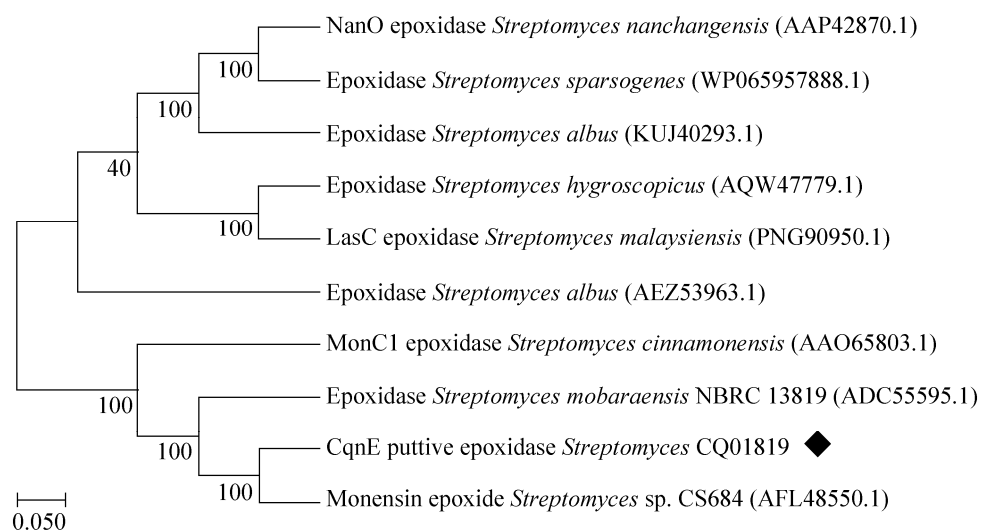 NanO epoxidase Streptomyces nanchangensis (AAP42870.1)
100
Epoxidase Streptomyces sparsogenes (WP065957888.1)
100
Epoxidase Streptomyces albus (KUJ40293.1)
40
Epoxidase Streptomyces hygroscopicus (AQW47779.1)
100
LasC epoxidase Streptomyces malaysiensis (PNG90950.1)
Epoxidase Streptomyces albus (AEZ53963.1)
MonC1 epoxidase Streptomyces cinnamonensis (AAO65803.1)
100
Epoxidase Streptomyces mobaraensis NBRC 13819 (ADC55595.1)
100
CqnE puttive epoxidase Streptomyces CQ01819
100
Monensin epoxide Streptomyces sp. CS684 (AFL48550.1)
0.050